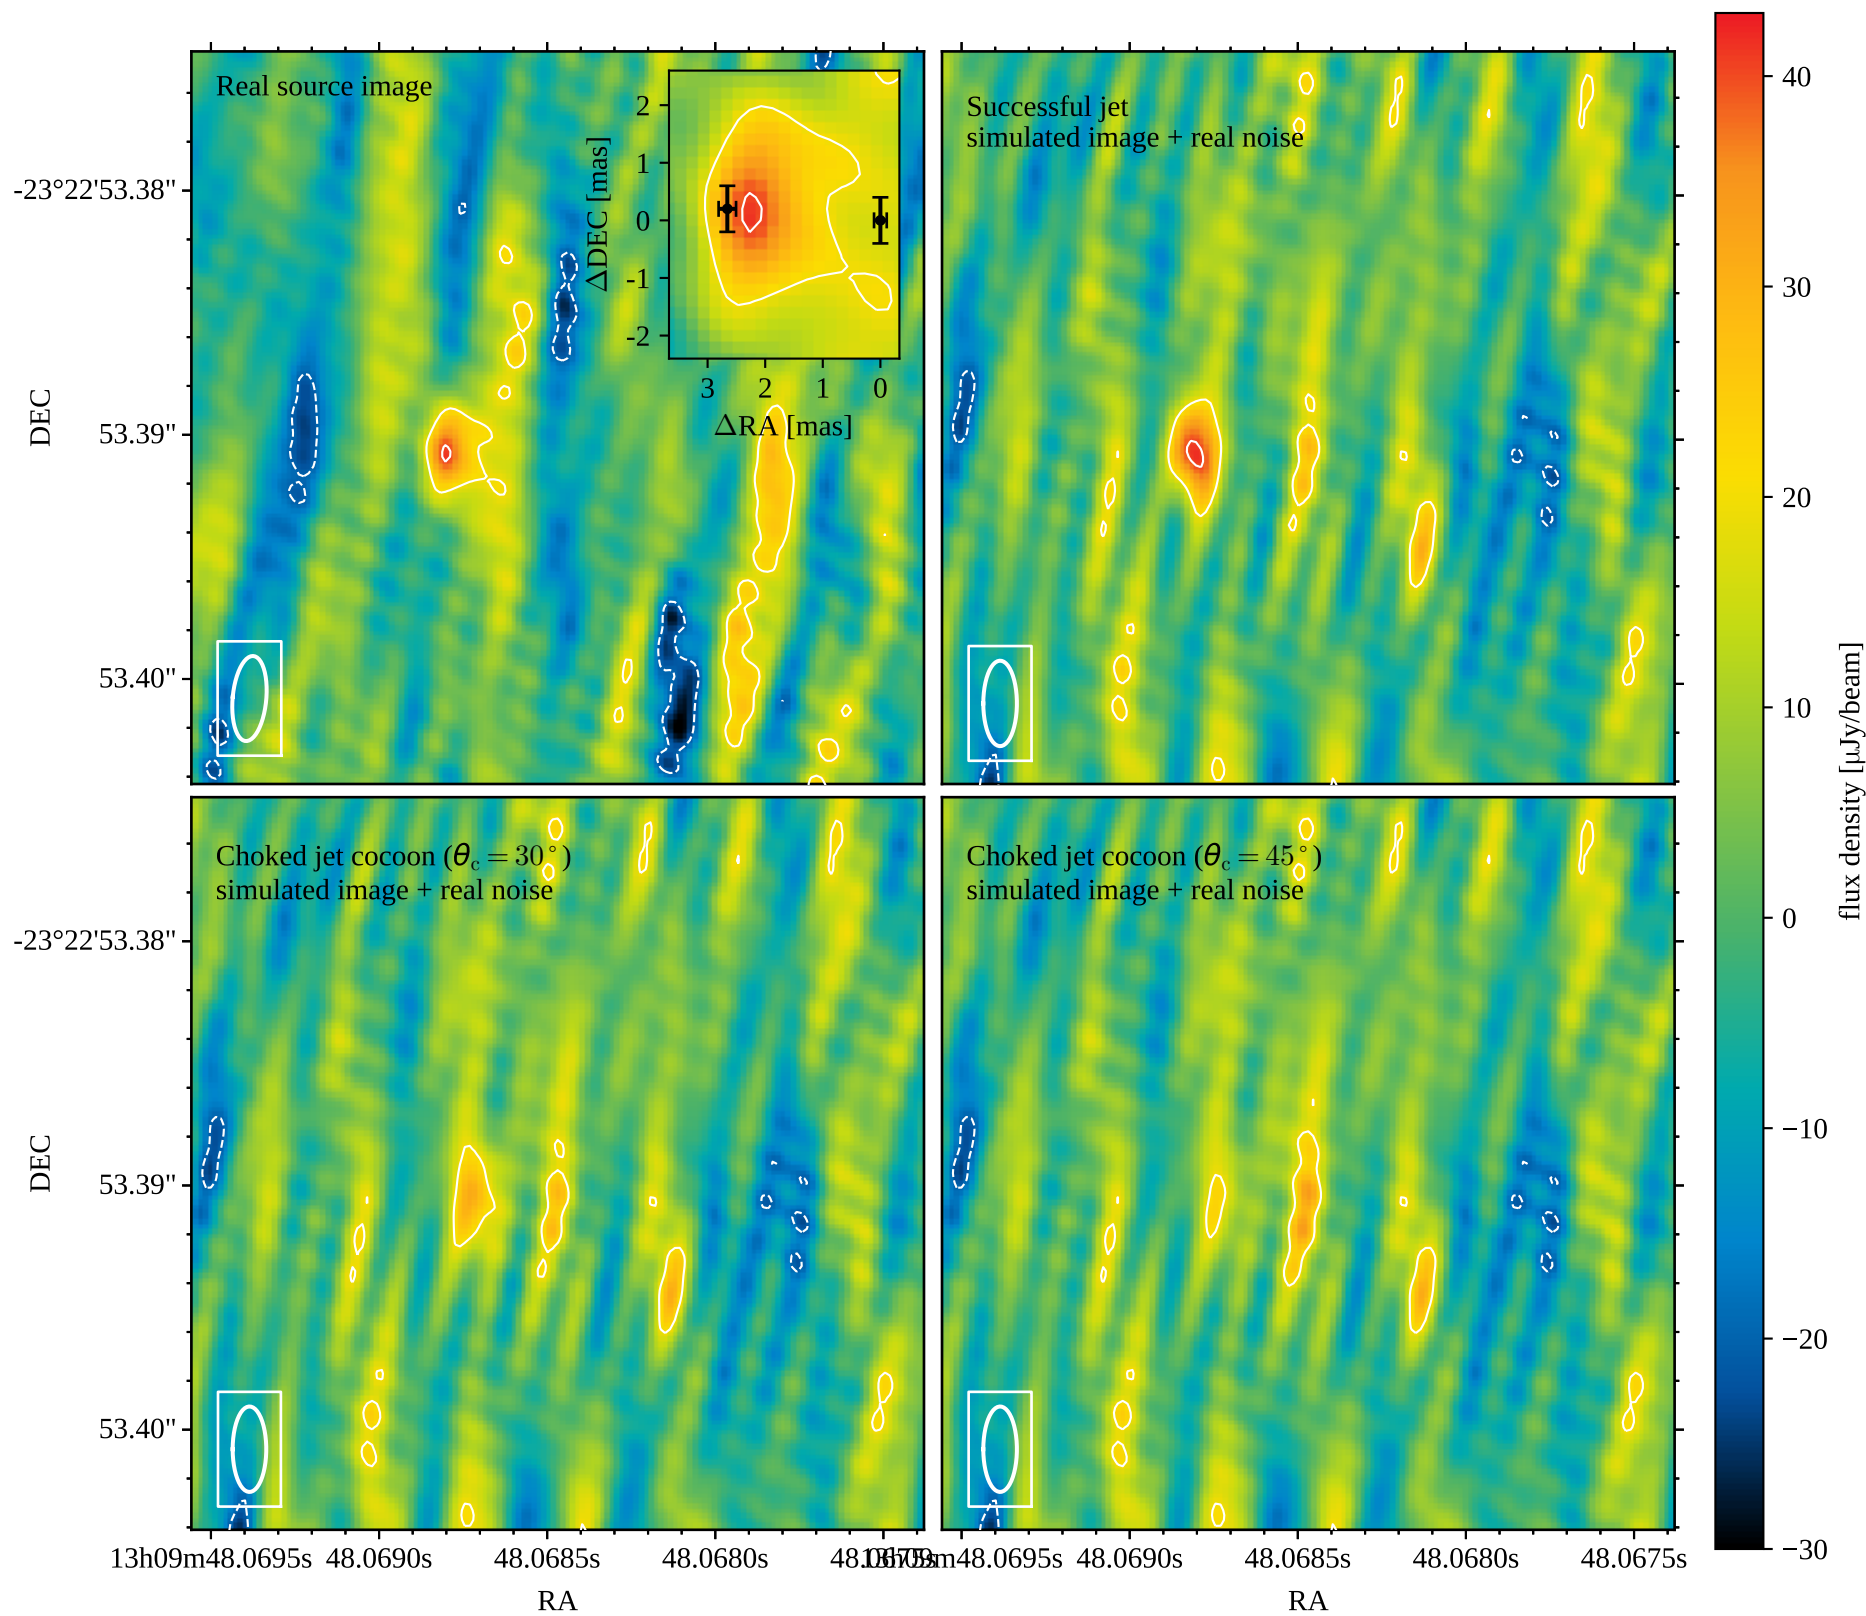 Real source image
2
1
0
-1
-2
ΔDEC [mas]
3 2 1 0
ΔRA [mas]
Successful jet
simulated image + real noise
-23°22'53.38"
53.39"
53.40"
DEC
Choked jet cocoon (θc = 30°)
simulated image + real noise
Choked jet cocoon (θc = 45°)
simulated image + real noise
-23°22'53.38"
53.39"
53.40"
DEC
13h09m48.0695s 48.0690s 48.0685s 48.0680s 48.0675s
RA
13h09m48.0695s 48.0690s 48.0685s 48.0680s 48.0675s
RA
40
30
20
10
0
−10
−20
−30
flux density [μJy/beam]